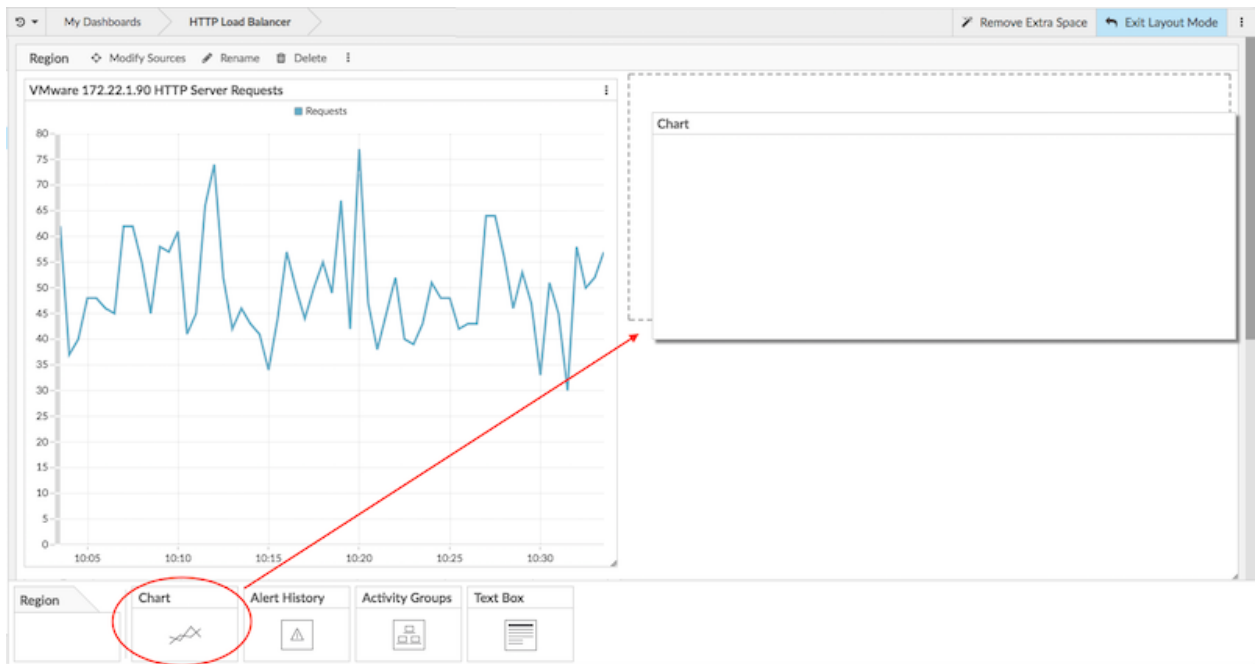 My Dashboards HTTP Load Balancer Remove Extra Space Exit Layout Mode
Region Modify Sources Rename Delete
VMware 172.22.1.90 HTTP Server Requests
Requests
Chart
80
75
70
65
60
55
50
45
40
35
30
25
20
15
10
5
0
10:05 10:10 10:15 10:20 10:25 10:30
Region Chart Alert History Activity Groups Text Box